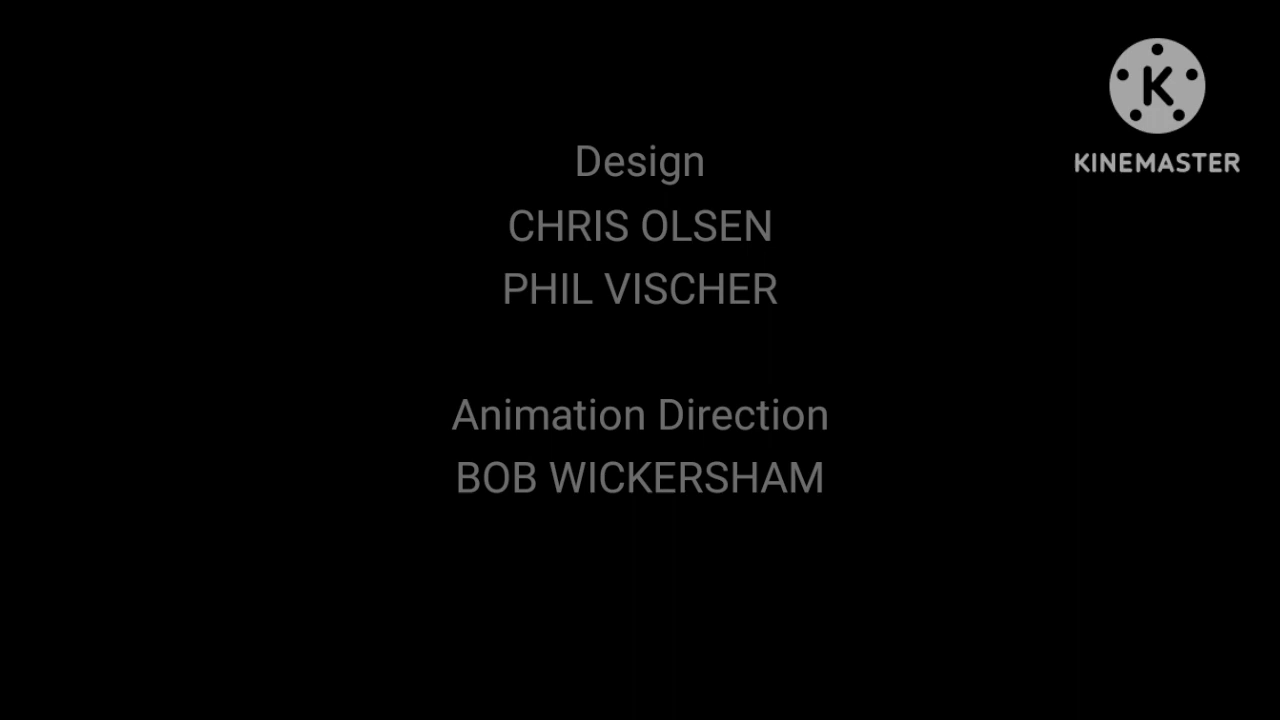 Design
CHRIS OLSEN
PHIL VISCHER
Animation Direction
BOB WICKERSHAM
K
KINEMASTER